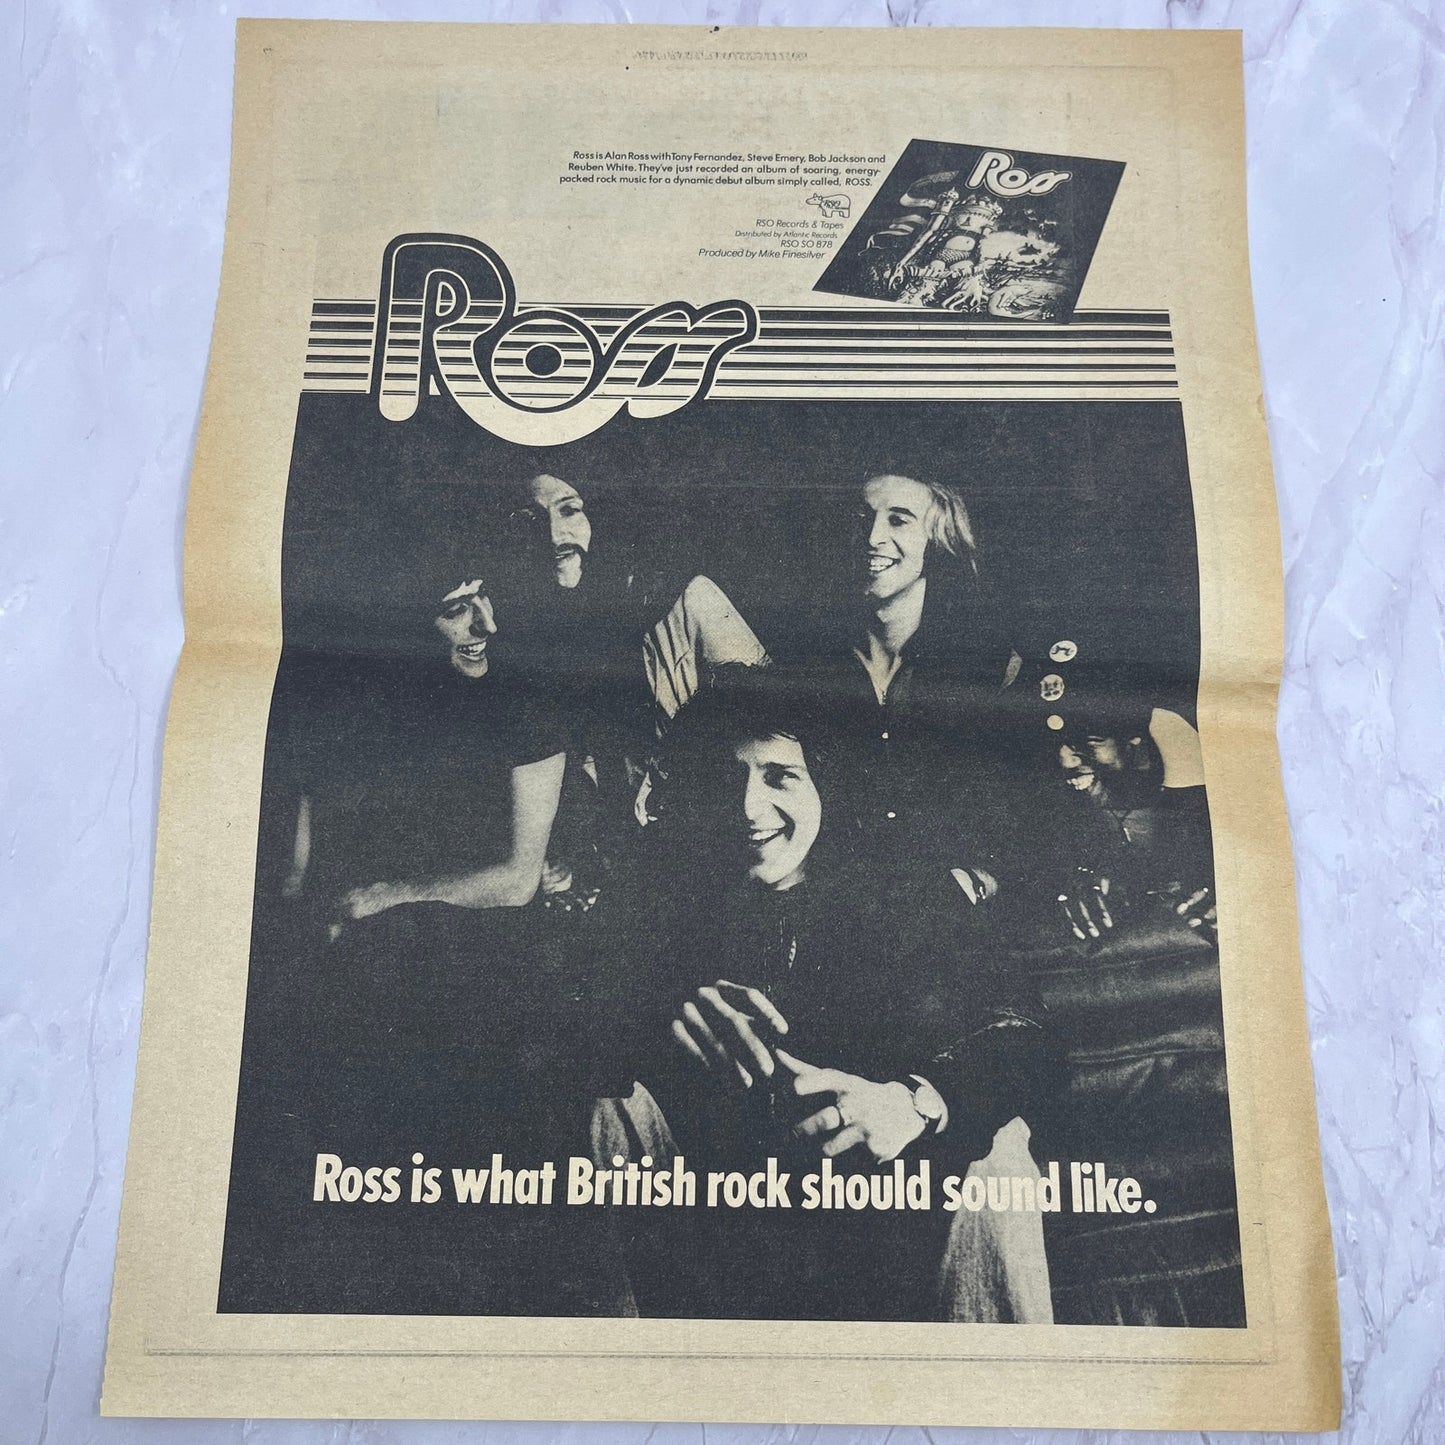 Ross is Alan Ross with Tony Fernandez, Steve Emery, Bob Jackson and
Reuben White. They've just recorded an album of soaring, energy-
packed rock music for a dynamic debut album simply called, ROSS.
Ross
RSO
RSO Records & Tapes
Distributed by Atlantic Records
RSO SO 878
Produced by Mike Finesilver
Ross
Ross is what British rock should sound like.